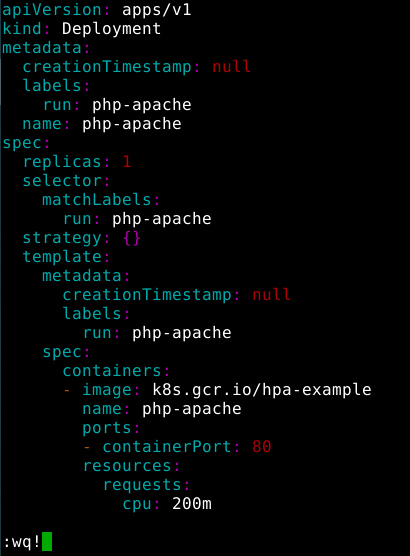 apiVersion: apps/v1
kind: Deployment
metadata:
  creationTimestamp: null
  labels:
    run: php-apache
  name: php-apache
spec:
  replicas: 1
  selector:
    matchLabels:
      run: php-apache
  strategy: {}
  template:
    metadata:
      creationTimestamp: null
      labels:
        run: php-apache
    spec:
      containers:
      - image: k8s.gcr.io/hpa-example
        name: php-apache
        ports:
        - containerPort: 80
        resources:
          requests:
            cpu: 200m
:wq!